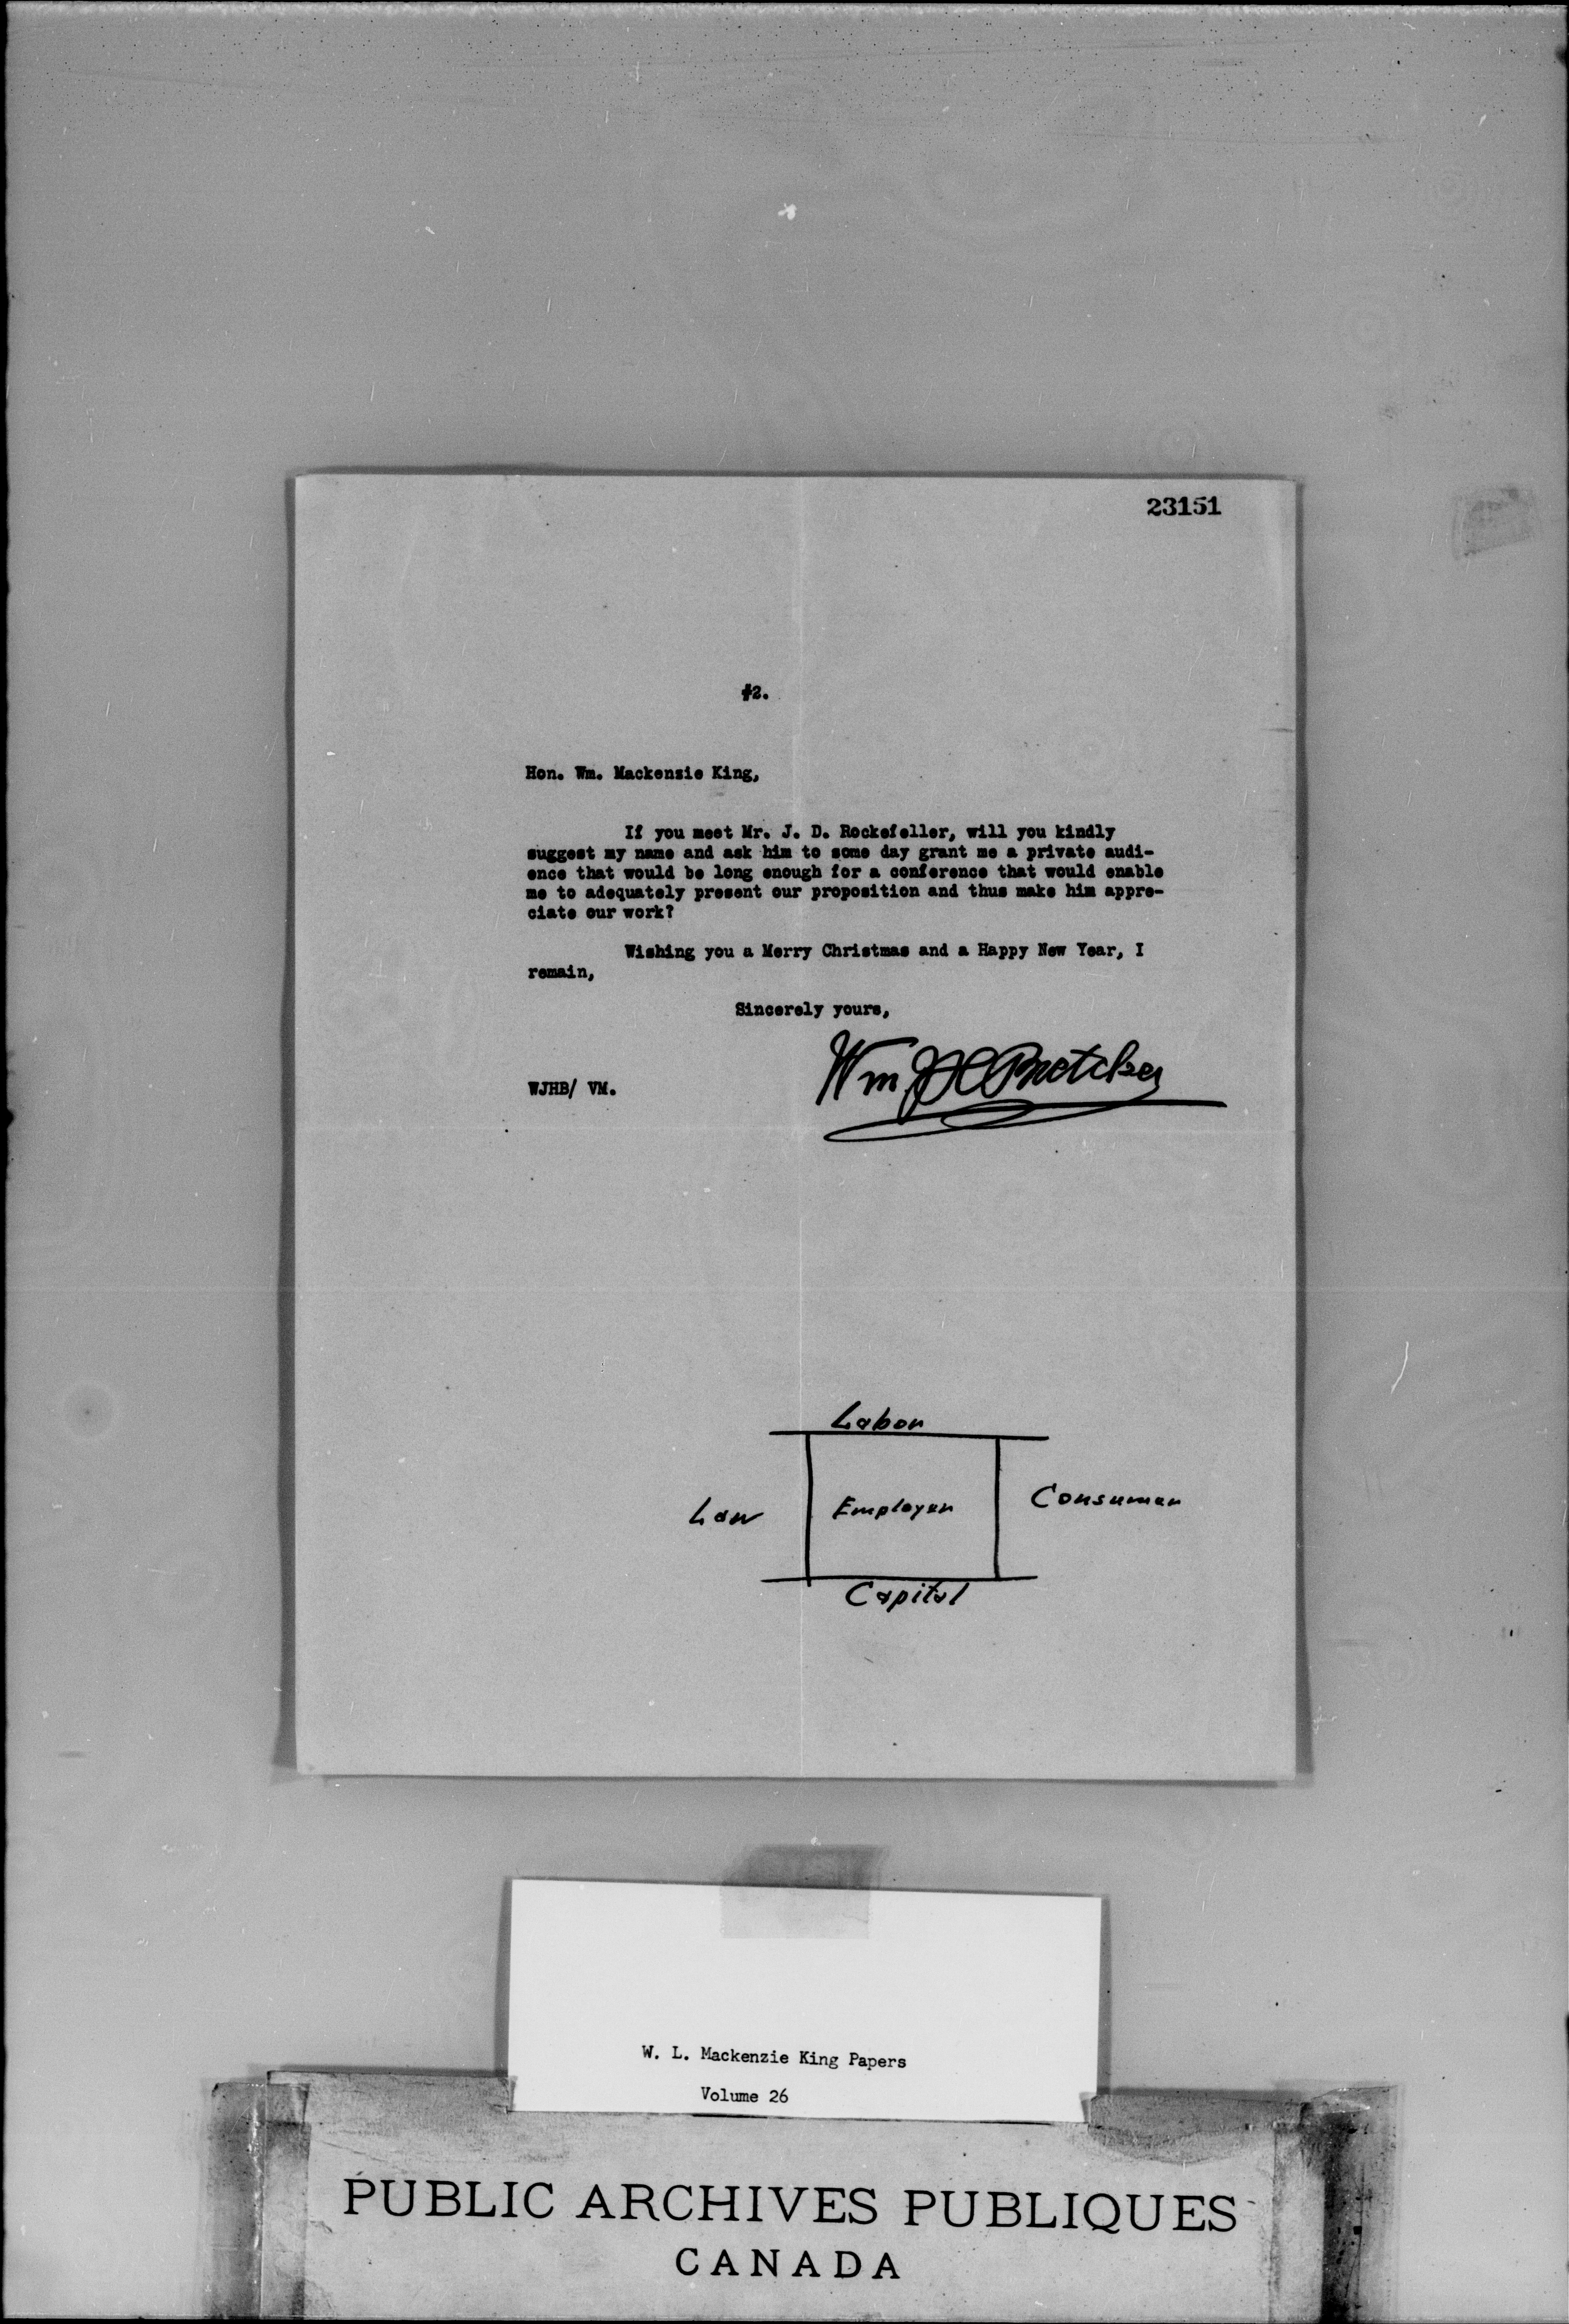 23151
#2.
Hon. Wm. Mackenzie King,
If you meet Mr. J. D. Rockefeller, will you kindly
suggest my name and ask him to some day grant me a private audi-
ence that would be long enough for a conference that would enable
me to adequately present our proposition and thus make him appre-
ciate our work?
Wishing you a Merry Christmas and a Happy New Year, I
remain,
Sincerely yours,
Wm J H
WJHB/ VM.
Labor
Law
Employer
Consumer
Capital
W. L. Mackenzie King Papers
Volume 26
PUBLIC ARCHIVES PUBLIQUES
CANADA